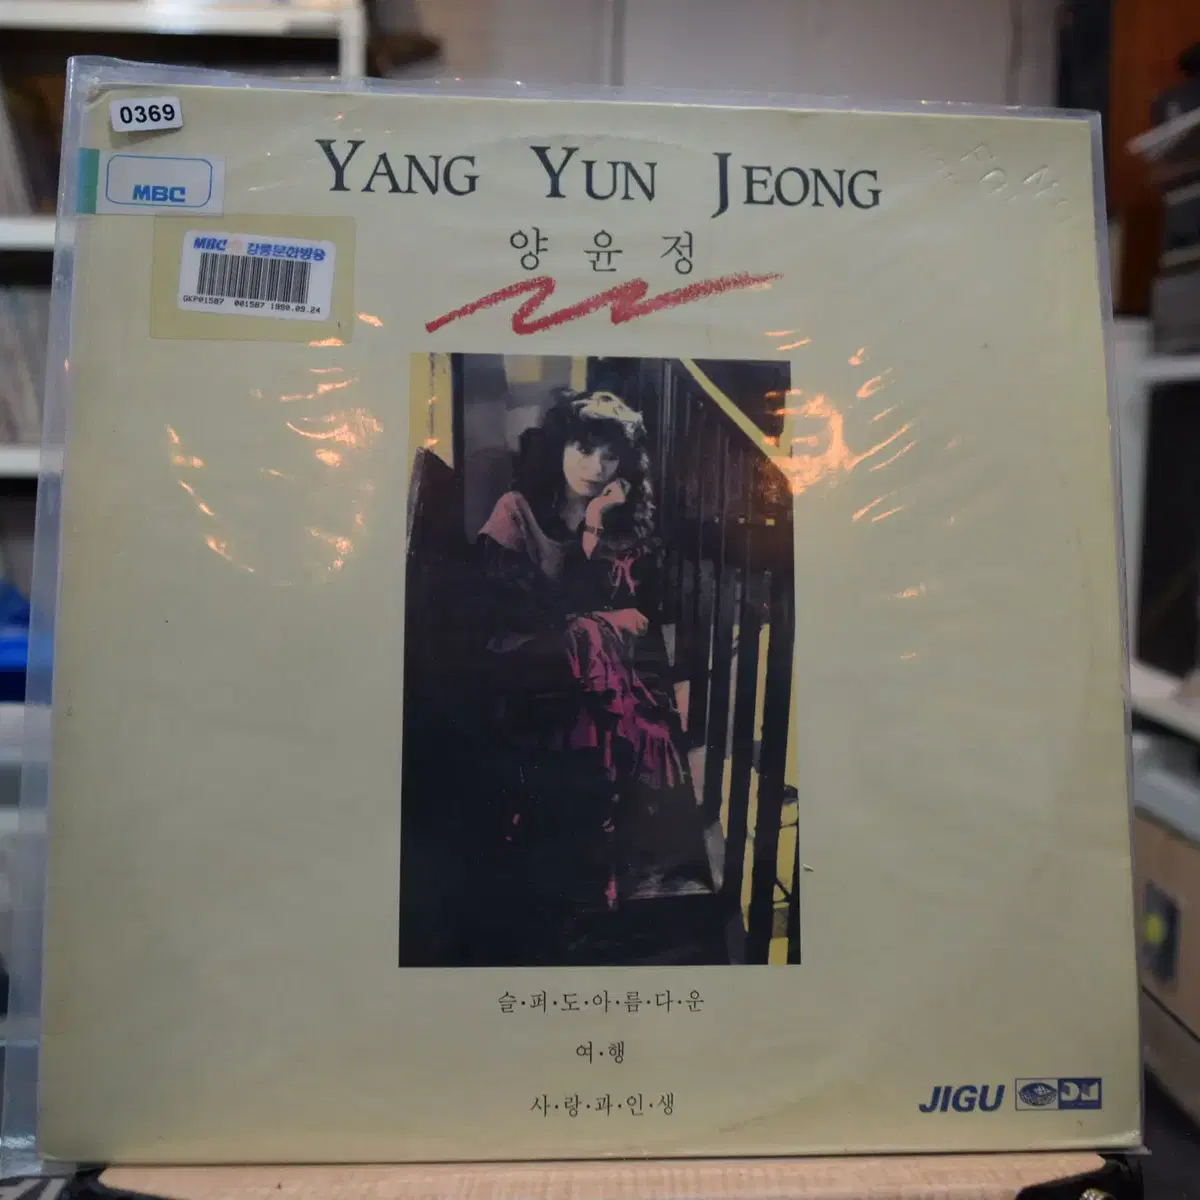 0369
MBC
MBC 강릉문화방송
GKP01587 001587 1990.09.24
YANG YUN JEONG
양윤정
슬·퍼·도·아·름·다·운
여·행
사·랑·과·인·생
JIGU